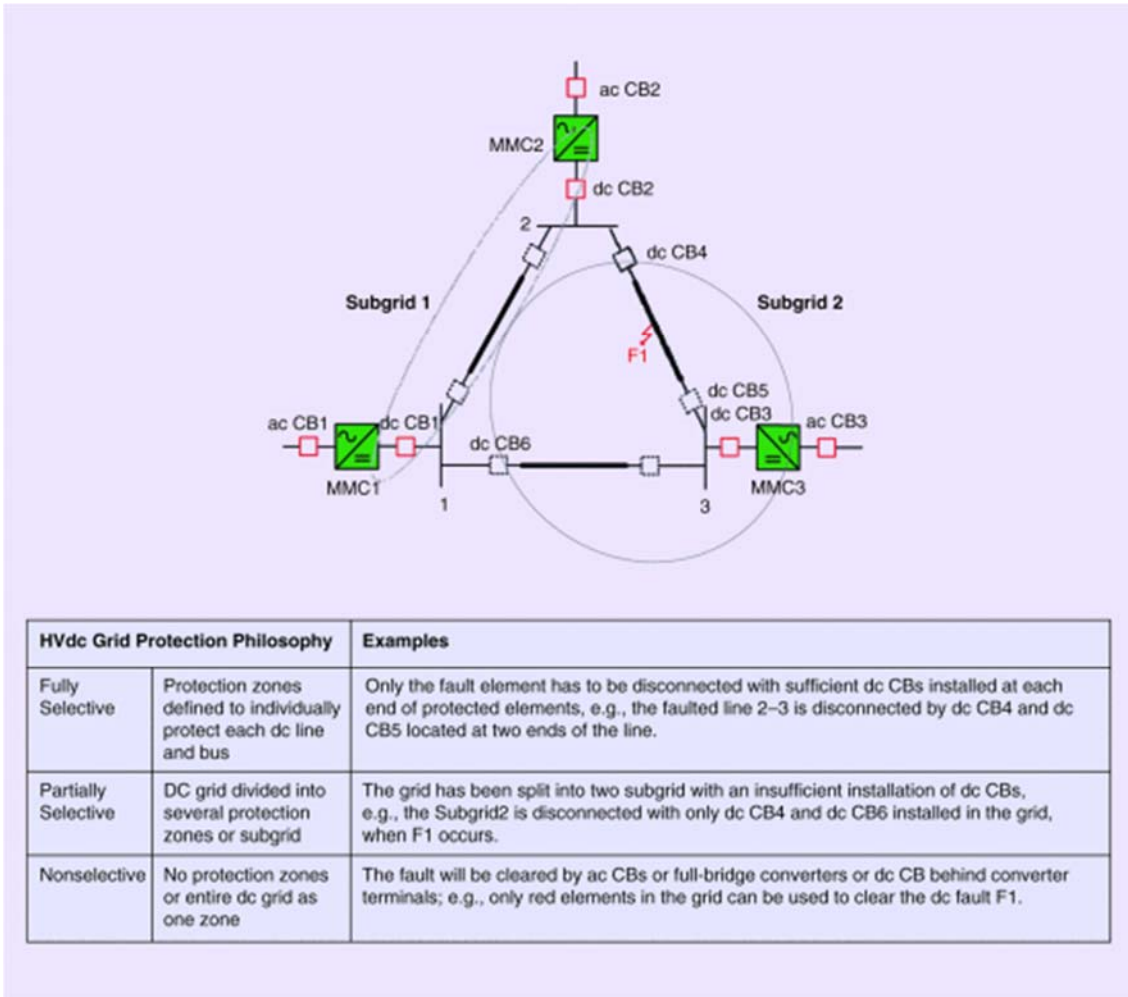 ac CB2
MMC2
dc CB2
2
dc CB4
Subgrid 1
Subgrid 2
F1
dc CB5
dc CB3
ac CB1
dc CB1
ac CB3
dc CB6
MMC1
MMC3
1
3
HVdc Grid Protection Philosophy
Examples
Fully
Selective
Protection zones
defined to individually
protect each dc line
and bus
Only the fault element has to be disconnected with sufficient dc CBs installed at each
end of protected elements, e.g., the faulted line 2–3 is disconnected by dc CB4 and dc
CB5 located at two ends of the line.
Partially
Selective
DC grid divided into
several protection
zones or subgrid
The grid has been split into two subgrid with an insufficient installation of dc CBs,
e.g., the Subgrid2 is disconnected with only dc CB4 and dc CB6 installed in the grid,
when F1 occurs.
Nonselective
No protection zones
or entire dc grid as
one zone
The fault will be cleared by ac CBs or full-bridge converters or dc CB behind converter
terminals; e.g., only red elements in the grid can be used to clear the dc fault F1.